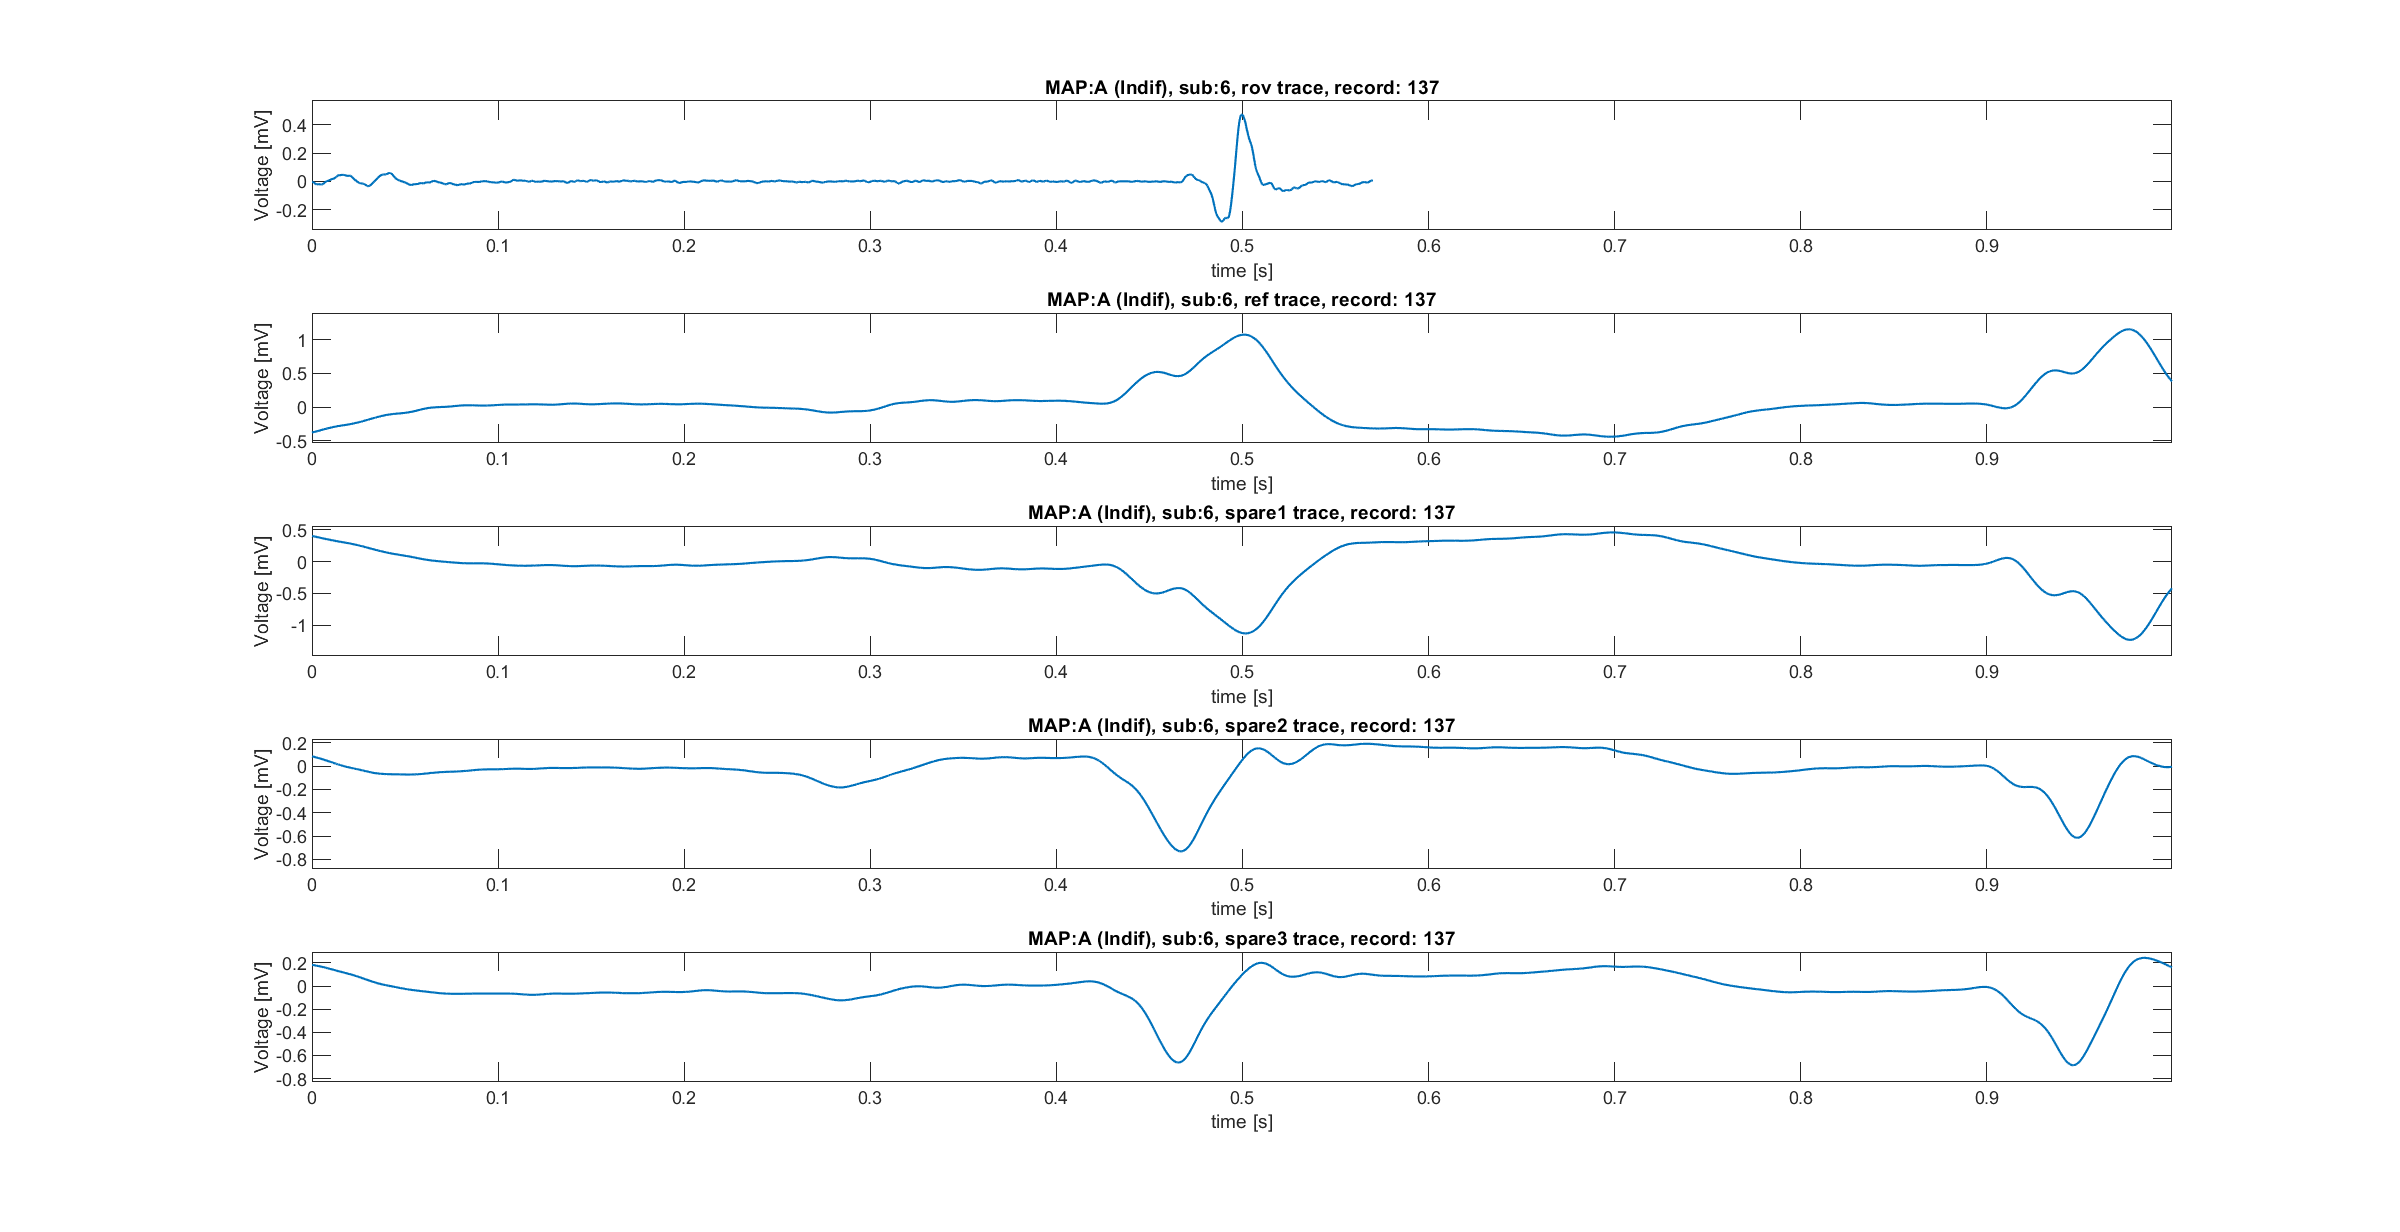 MAP:A (Indif), sub:6, rov trace, record: 137
Voltage [mV]
0.4
0.2
0
-0.2
0 0.1 0.2 0.3 0.4 0.5 0.6 0.7 0.8 0.9
time [s]
MAP:A (Indif), sub:6, ref trace, record: 137
Voltage [mV]
1
0.5
0
-0.5
0 0.1 0.2 0.3 0.4 0.5 0.6 0.7 0.8 0.9
time [s]
MAP:A (Indif), sub:6, spare1 trace, record: 137
Voltage [mV]
0.5
0
-0.5
-1
0 0.1 0.2 0.3 0.4 0.5 0.6 0.7 0.8 0.9
time [s]
MAP:A (Indif), sub:6, spare2 trace, record: 137
Voltage [mV]
0.2
0
-0.2
-0.4
-0.6
-0.8
0 0.1 0.2 0.3 0.4 0.5 0.6 0.7 0.8 0.9
time [s]
MAP:A (Indif), sub:6, spare3 trace, record: 137
Voltage [mV]
0.2
0
-0.2
-0.4
-0.6
-0.8
0 0.1 0.2 0.3 0.4 0.5 0.6 0.7 0.8 0.9
time [s]